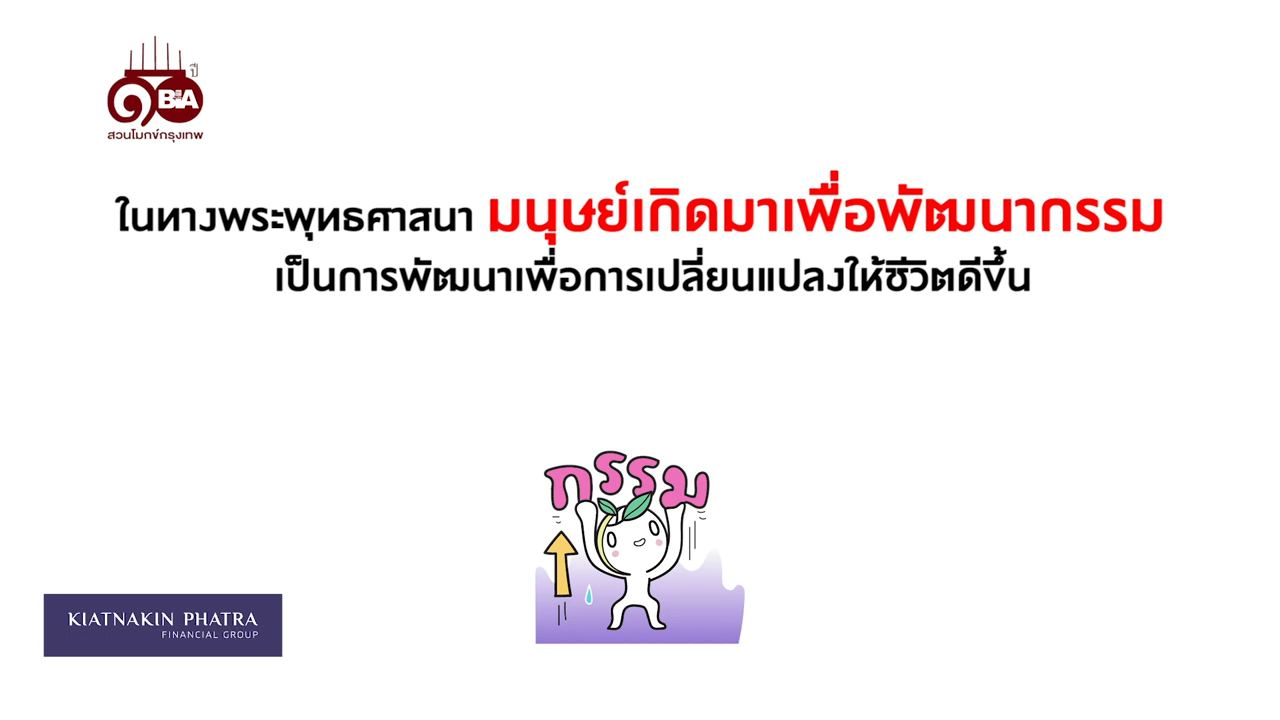 ๑๐ ปี
BIA
สวนโมกข์กรุงเทพ
ในทางพระพุทธศาสนา มนุษย์เกิดมาเพื่อพัฒนากรรม
เป็นการพัฒนาเพื่อการเปลี่ยนแปลงให้ชีวิตดีขึ้น
กรรม
KIATNAKIN PHATRA
FINANCIAL GROUP